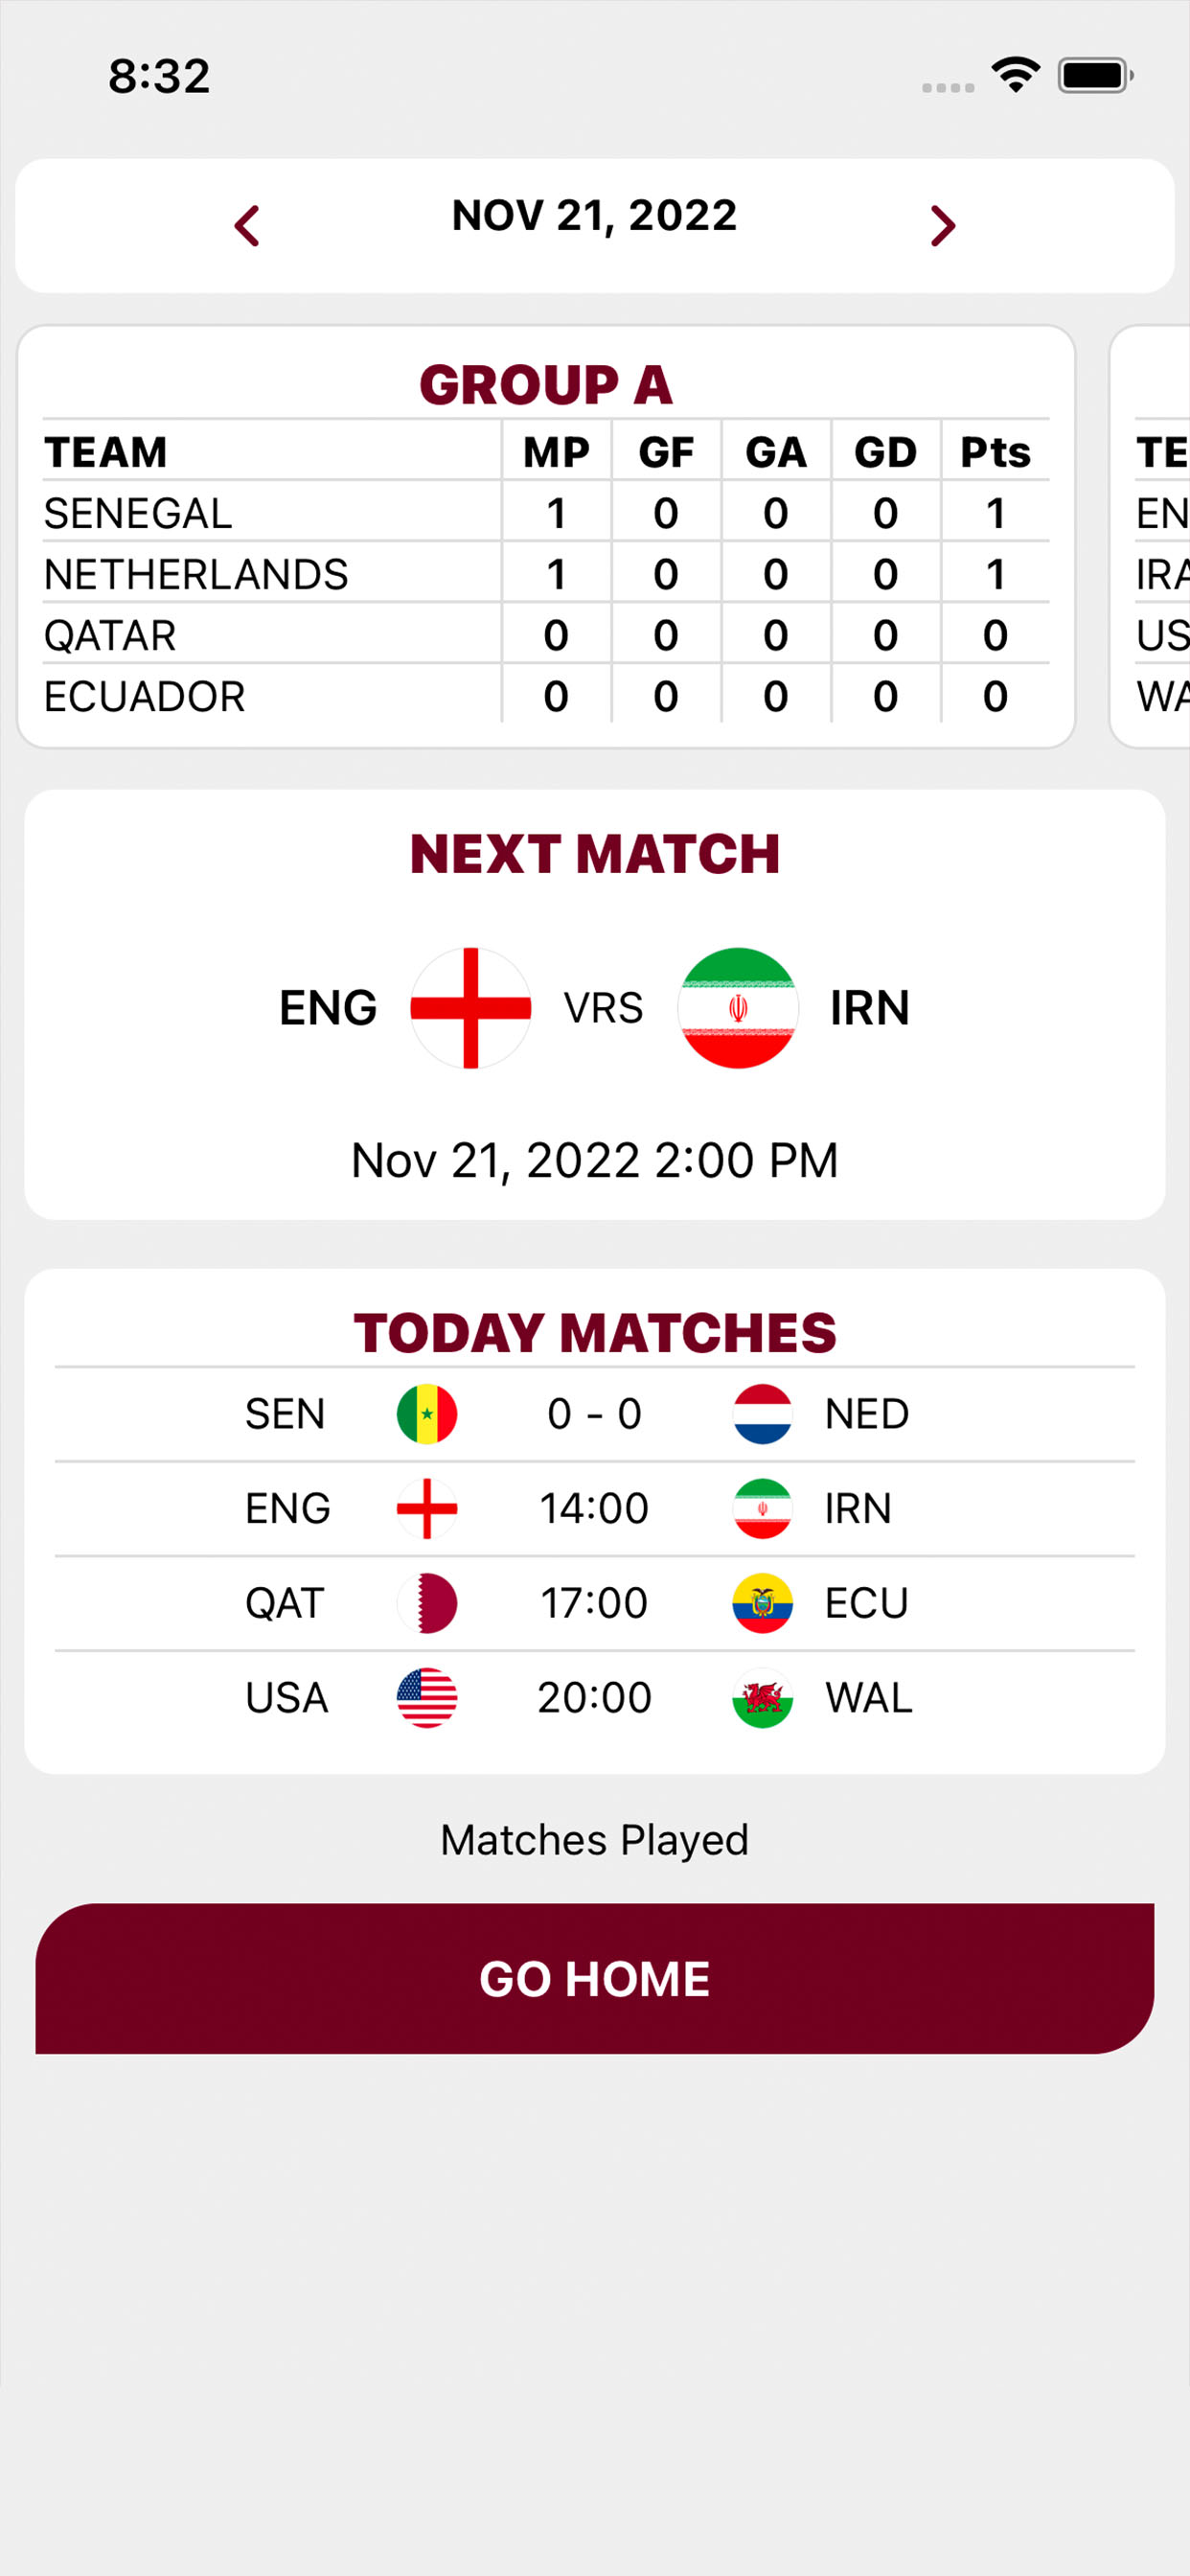 8:32
NOV 21, 2022
GROUP A
TEAM MP GF GA GD Pts
SENEGAL 1 0 0 0 1
NETHERLANDS 1 0 0 0 1
QATAR 0 0 0 0 0
ECUADOR 0 0 0 0 0
TE
EN
IRA
US
WA
NEXT MATCH
ENG VRS IRN
Nov 21, 2022 2:00 PM
TODAY MATCHES
SEN 0 - 0 NED
ENG 14:00 IRN
QAT 17:00 ECU
USA 20:00 WAL
Matches Played
GO HOME